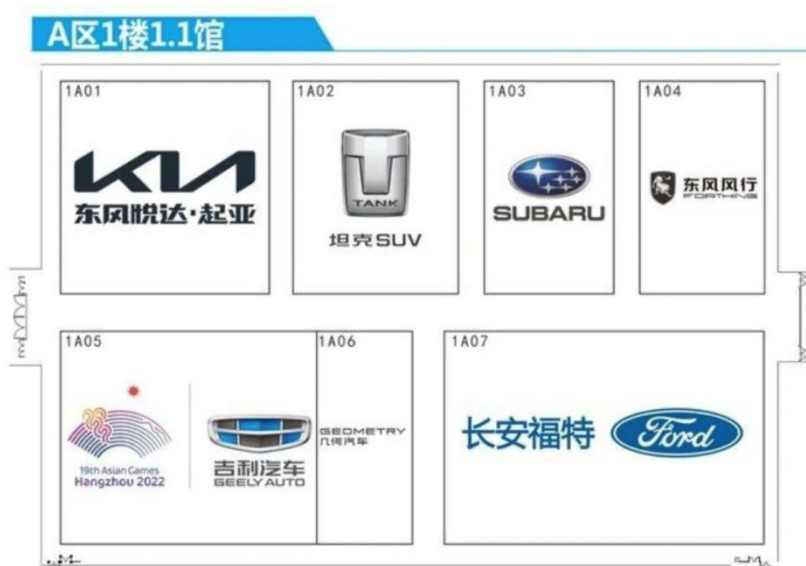 A区1楼1.1馆
1A01
KIA
东风悦达·起亚
1A02
TANK
坦克SUV
1A03
SUBARU
1A04
东风风行
FORTHING
1A05
19th Asian Games
Hangzhou 2022
吉利汽车
GEELY AUTO
1A06
GEOMETRY
几何汽车
1A07
长安福特
Ford